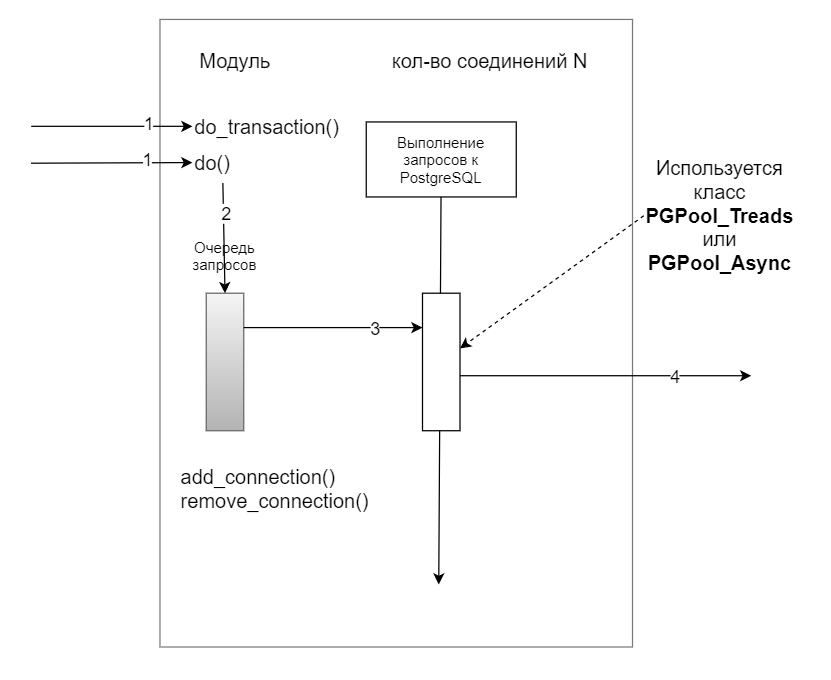 Модуль
кол-во соединений N
1
do_transaction()
1
do()
2
Выполнение
запросов к
PostgreSQL
Используется
класс
PGPool_Treads
или
PGPool_Async
Очередь
запросов
3
4
add_connection()
remove_connection()